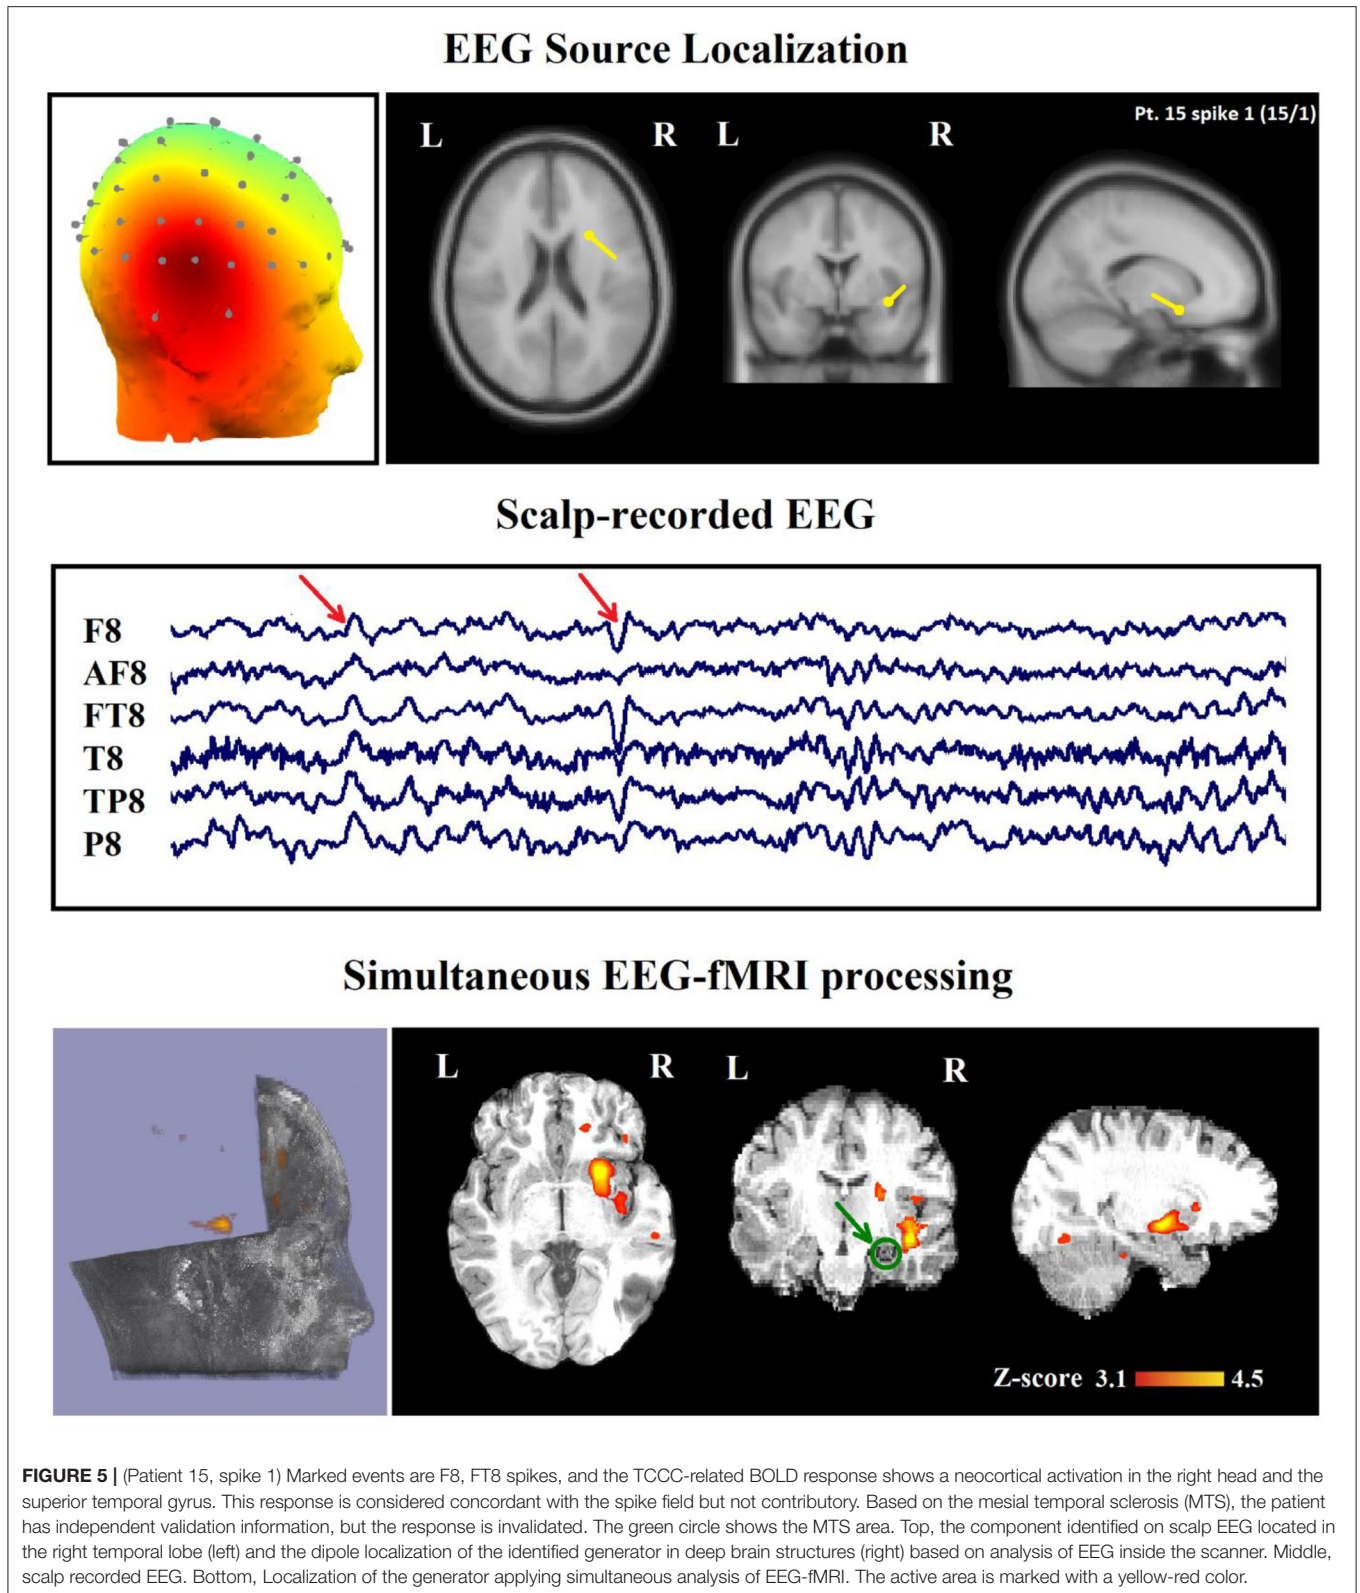 EEG Source Localization
L R L R Pt. 15 spike 1 (15/1)
Scalp-recorded EEG
F8
AF8
FT8
T8
TP8
P8
Simultaneous EEG-fMRI processing
L R L R
Z-score 3.1 4.5
FIGURE 5 | (Patient 15, spike 1) Marked events are F8, FT8 spikes, and the TCCC-related BOLD response shows a neocortical activation in the right head and the
superior temporal gyrus. This response is considered concordant with the spike field but not contributory. Based on the mesial temporal sclerosis (MTS), the patient
has independent validation information, but the response is invalidated. The green circle shows the MTS area. Top, the component identified on scalp EEG located in
the right temporal lobe (left) and the dipole localization of the identified generator in deep brain structures (right) based on analysis of EEG inside the scanner. Middle,
scalp recorded EEG. Bottom, Localization of the generator applying simultaneous analysis of EEG-fMRI. The active area is marked with a yellow-red color.